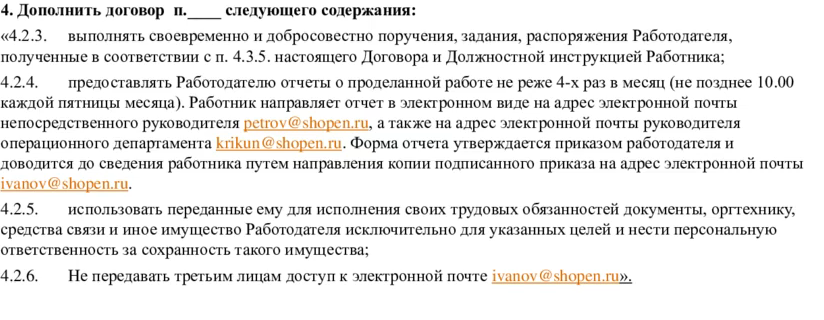 4. Дополнить договор п.____ следующего содержания:
«4.2.3. выполнять своевременно и добросовестно поручения, задания, распоряжения Работодателя,
полученные в соответствии с п. 4.3.5. настоящего Договора и Должностной инструкцией Работника;
4.2.4. предоставлять Работодателю отчеты о проделанной работе не реже 4-х раз в месяц (не позднее 10.00
каждой пятницы месяца). Работник направляет отчет в электронном виде на адрес электронной почты
непосредственного руководителя petrov@shopen.ru, а также на адрес электронной почты руководителя
операционного департамента krikun@shopen.ru. Форма отчета утверждается приказом работодателя и
доводится до сведения работника путем направления копии подписанного приказа на адрес электронной почты
ivanov@shopen.ru.
4.2.5. использовать переданные ему для исполнения своих трудовых обязанностей документы, оргтехнику,
средства связи и иное имущество Работодателя исключительно для указанных целей и нести персональную
ответственность за сохранность такого имущества;
4.2.6. Не передавать третьим лицам доступ к электронной почте ivanov@shopen.ru».